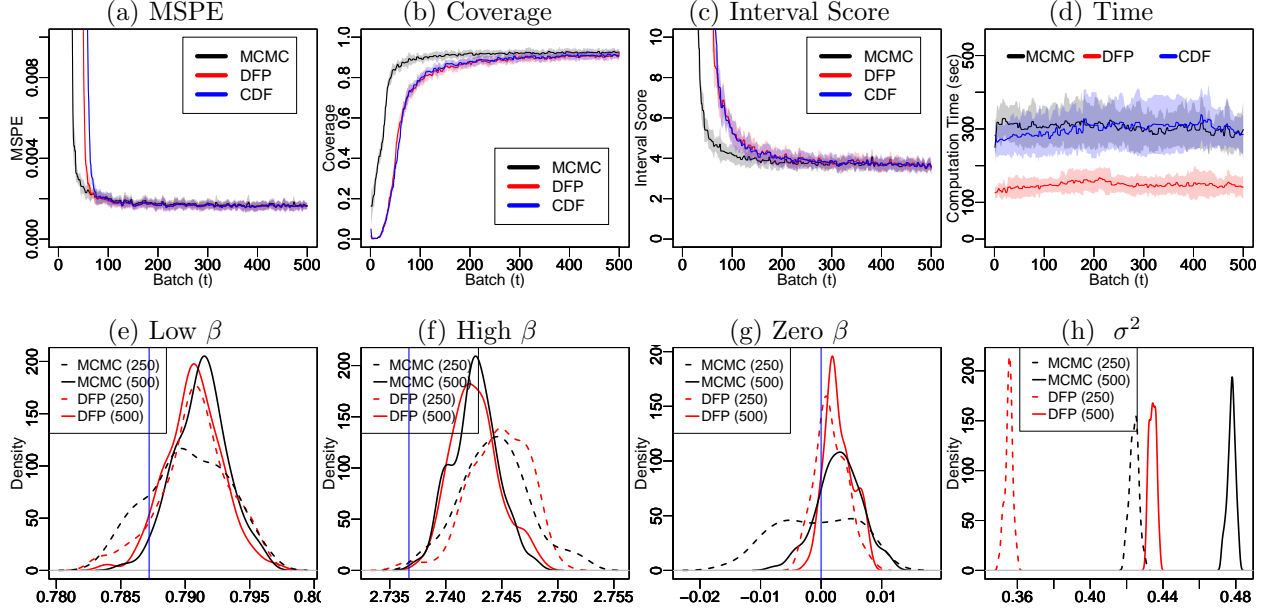 (a) MSPE
MSPE
0.000
0.004
0.008
MCMC
DFP
CDF
0 100 200 300 400 500
Batch (t)
(b) Coverage
Coverage
0.0 0.2 0.4 0.6 0.8 1.0
MCMC
DFP
CDF
0 100 200 300 400 500
Batch (t)
(c) Interval Score
Interval Score
0 2 4 6 8 10
MCMC
DFP
CDF
0 100 200 300 400 500
Batch (t)
(d) Time
Computation Time (sec)
100 300 500
MCMC DFP CDF
0 100 200 300 400 500
Batch (t)
(e) Low β
Density
0 50 100 150 200
MCMC (250)
MCMC (500)
DFP (250)
DFP (500)
0.780 0.785 0.790 0.795 0.80
(f) High β
Density
0 50 100 150 200
MCMC (250)
MCMC (500)
DFP (250)
DFP (500)
2.735 2.740 2.745 2.750 2.755
(g) Zero β
Density
0 50 100 150 200
MCMC (250)
MCMC (500)
DFP (250)
DFP (500)
−0.02 −0.01 0.00 0.01
(h) σ²
Density
0 50 100 150 200
MCMC (250)
MCMC (500)
DFP (250)
DFP (500)
0.36 0.40 0.44 0.48